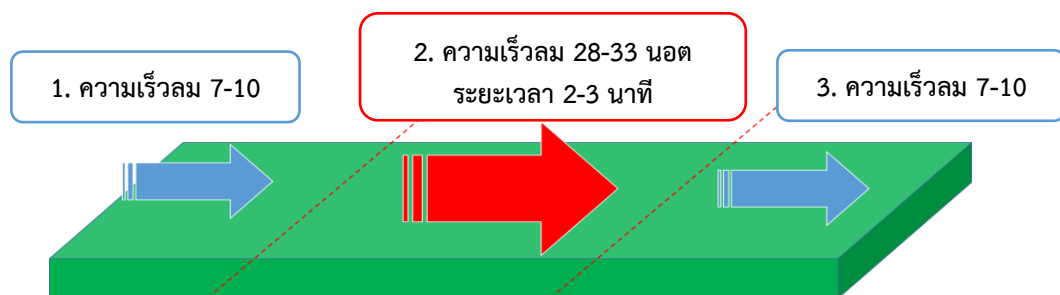 1. ความเร็วลม 7-10
2. ความเร็วลม 28-33 นอต
ระยะเวลา 2-3 นาที
3. ความเร็วลม 7-10